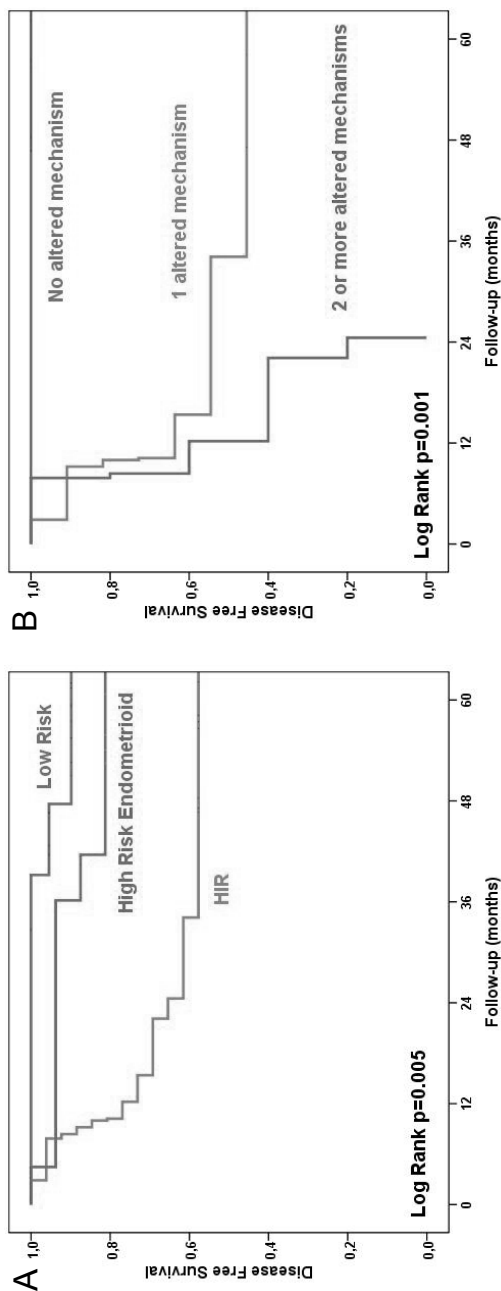 A
Disease Free Survival
1,0
0,8
0,6
0,4
0,2
0,0
Low Risk
High Risk Endometrioid
HIR
Log Rank p=0.005
0
12
24
36
48
60
Follow-up (months)
B
Disease Free Survival
1,0
0,8
0,6
0,4
0,2
0,0
No altered mechanism
1 altered mechanism
2 or more altered mechanisms
Log Rank p=0.001
0
12
24
36
48
60
Follow-up (months)